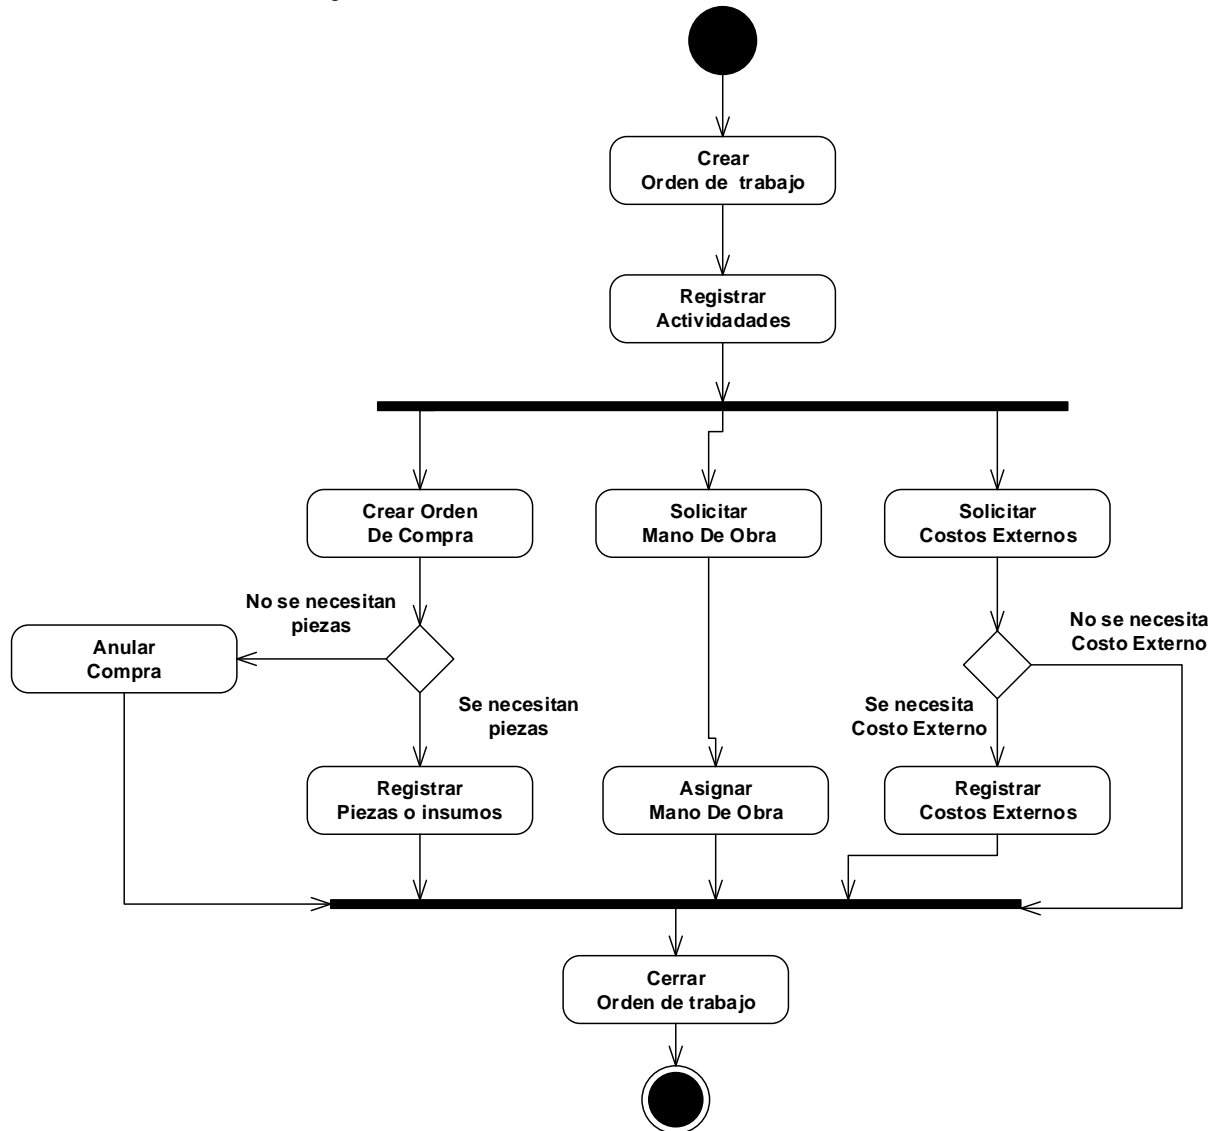 Crear
Orden de trabajo
Registrar
Actividadades
Crear Orden
De Compra
Solicitar
Mano De Obra
Solicitar
Costos Externos
No se necesitan
piezas
No se necesita
Costo Externo
Anular
Compra
Se necesitan
piezas
Se necesita
Costo Externo
Registrar
Piezas o insumos
Asignar
Mano De Obra
Registrar
Costos Externos
Cerrar
Orden de trabajo